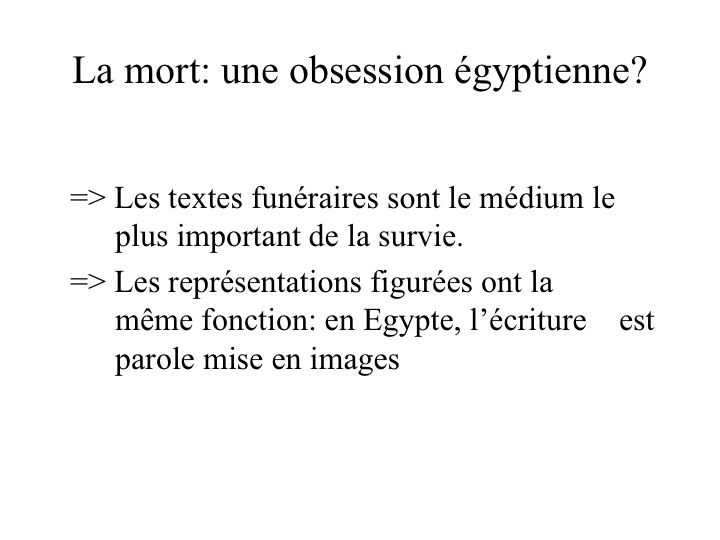 La mort: une obsession égyptienne?
=> Les textes funéraires sont le médium le
plus important de la survie.
=> Les représentations figurées ont la
même fonction: en Egypte, l’écriture est
parole mise en images